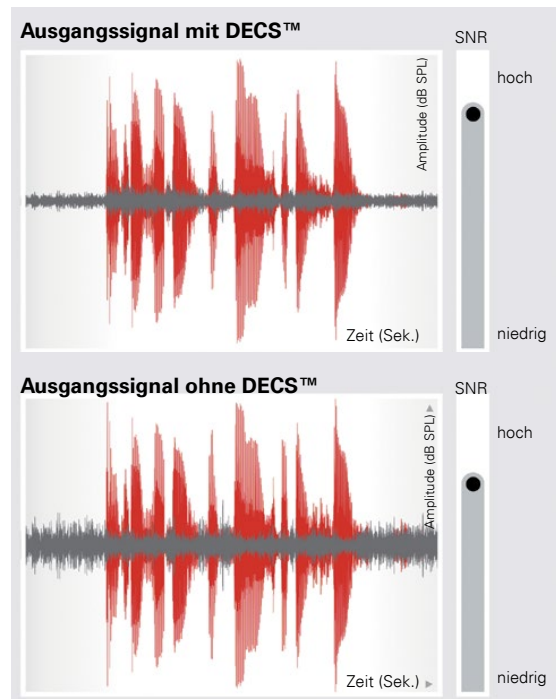 Ausgangssignal mit DECS™
SNR
Amplitude (dB SPL)
hoch
Zeit (Sek.)
niedrig
Ausgangssignal ohne DECS™
SNR
Amplitude (dB SPL)
hoch
Zeit (Sek.)
niedrig